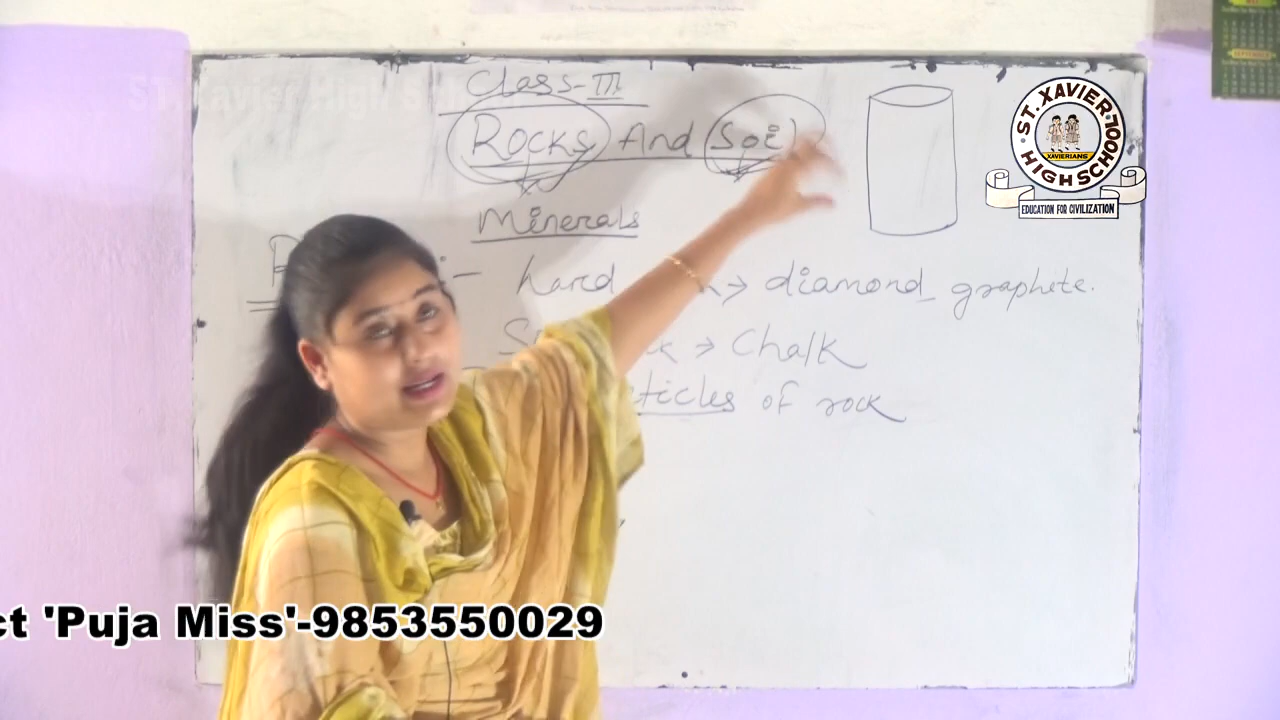 Class-III
Rocks And Soil
Minerals
:- hard → diamond, graphite.
→ Chalk
of rock
ST. XAVIER HIGH SCHOOL
XAVIERIANS
EDUCATION FOR CIVILIZATION
ct 'Puja Miss'-9853550029